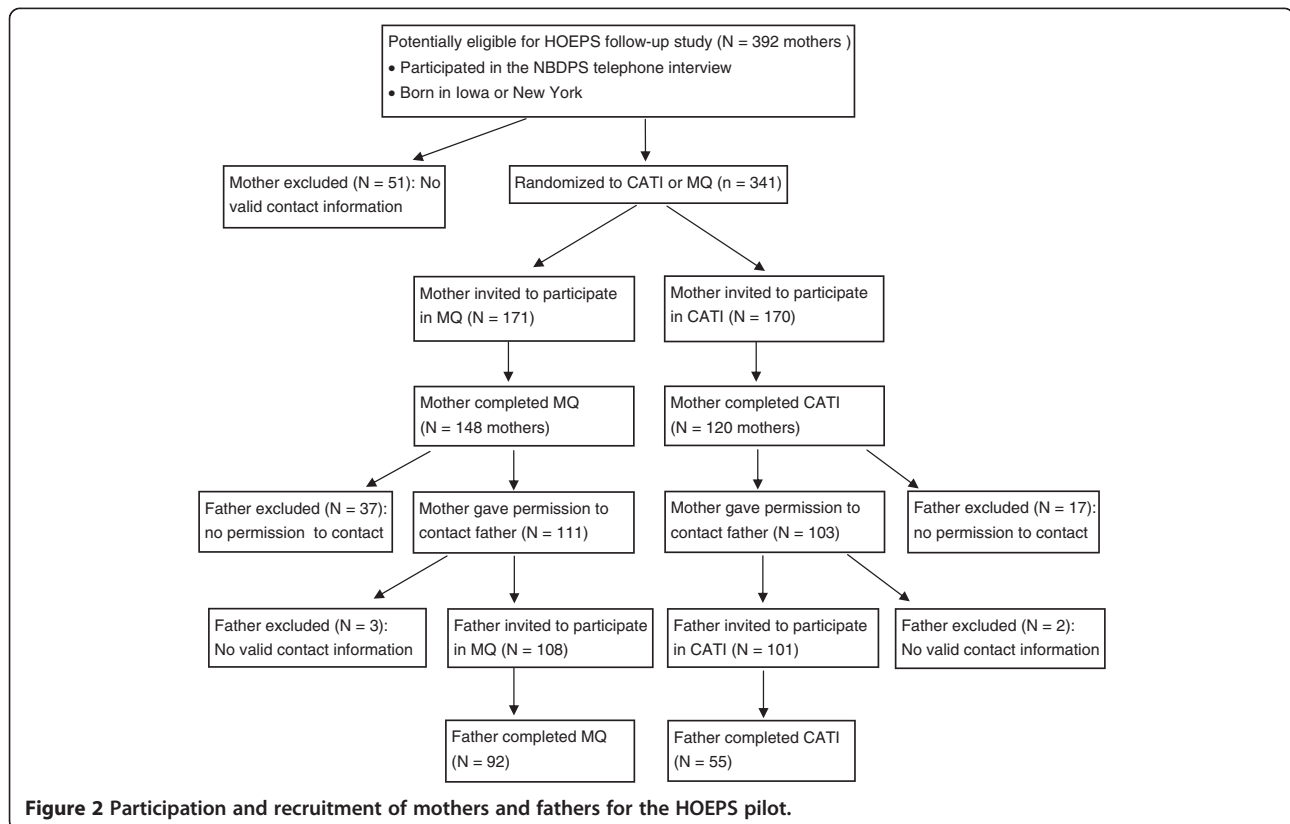 Potentially eligible for HOEPS follow-up study (N = 392 mothers )
• Participated in the NBDPS telephone interview
• Born in Iowa or New York
Mother excluded (N = 51): No
valid contact information
Randomized to CATI or MQ (n = 341)
Mother invited to participate
in MQ (N = 171)
Mother invited to participate
in CATI (N = 170)
Mother completed MQ
(N = 148 mothers)
Mother completed CATI
(N = 120 mothers)
Father excluded (N = 37):
no permission to contact
Mother gave permission to
contact father (N = 111)
Mother gave permission to
contact father (N = 103)
Father excluded (N = 17):
no permission to contact
Father excluded (N = 3):
No valid contact information
Father invited to participate
in MQ (N = 108)
Father invited to participate
in CATI (N = 101)
Father excluded (N = 2):
No valid contact information
Father completed MQ
(N = 92)
Father completed CATI
(N = 55)
Figure 2 Participation and recruitment of mothers and fathers for the HOEPS pilot.